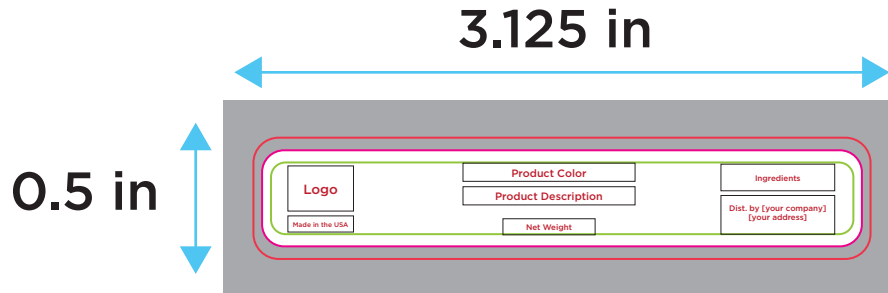 3.125 in
0.5 in
Logo
Made in the USA
Product Color
Product Description
Net Weight
Ingredients
Dist. by [your company]
[your address]